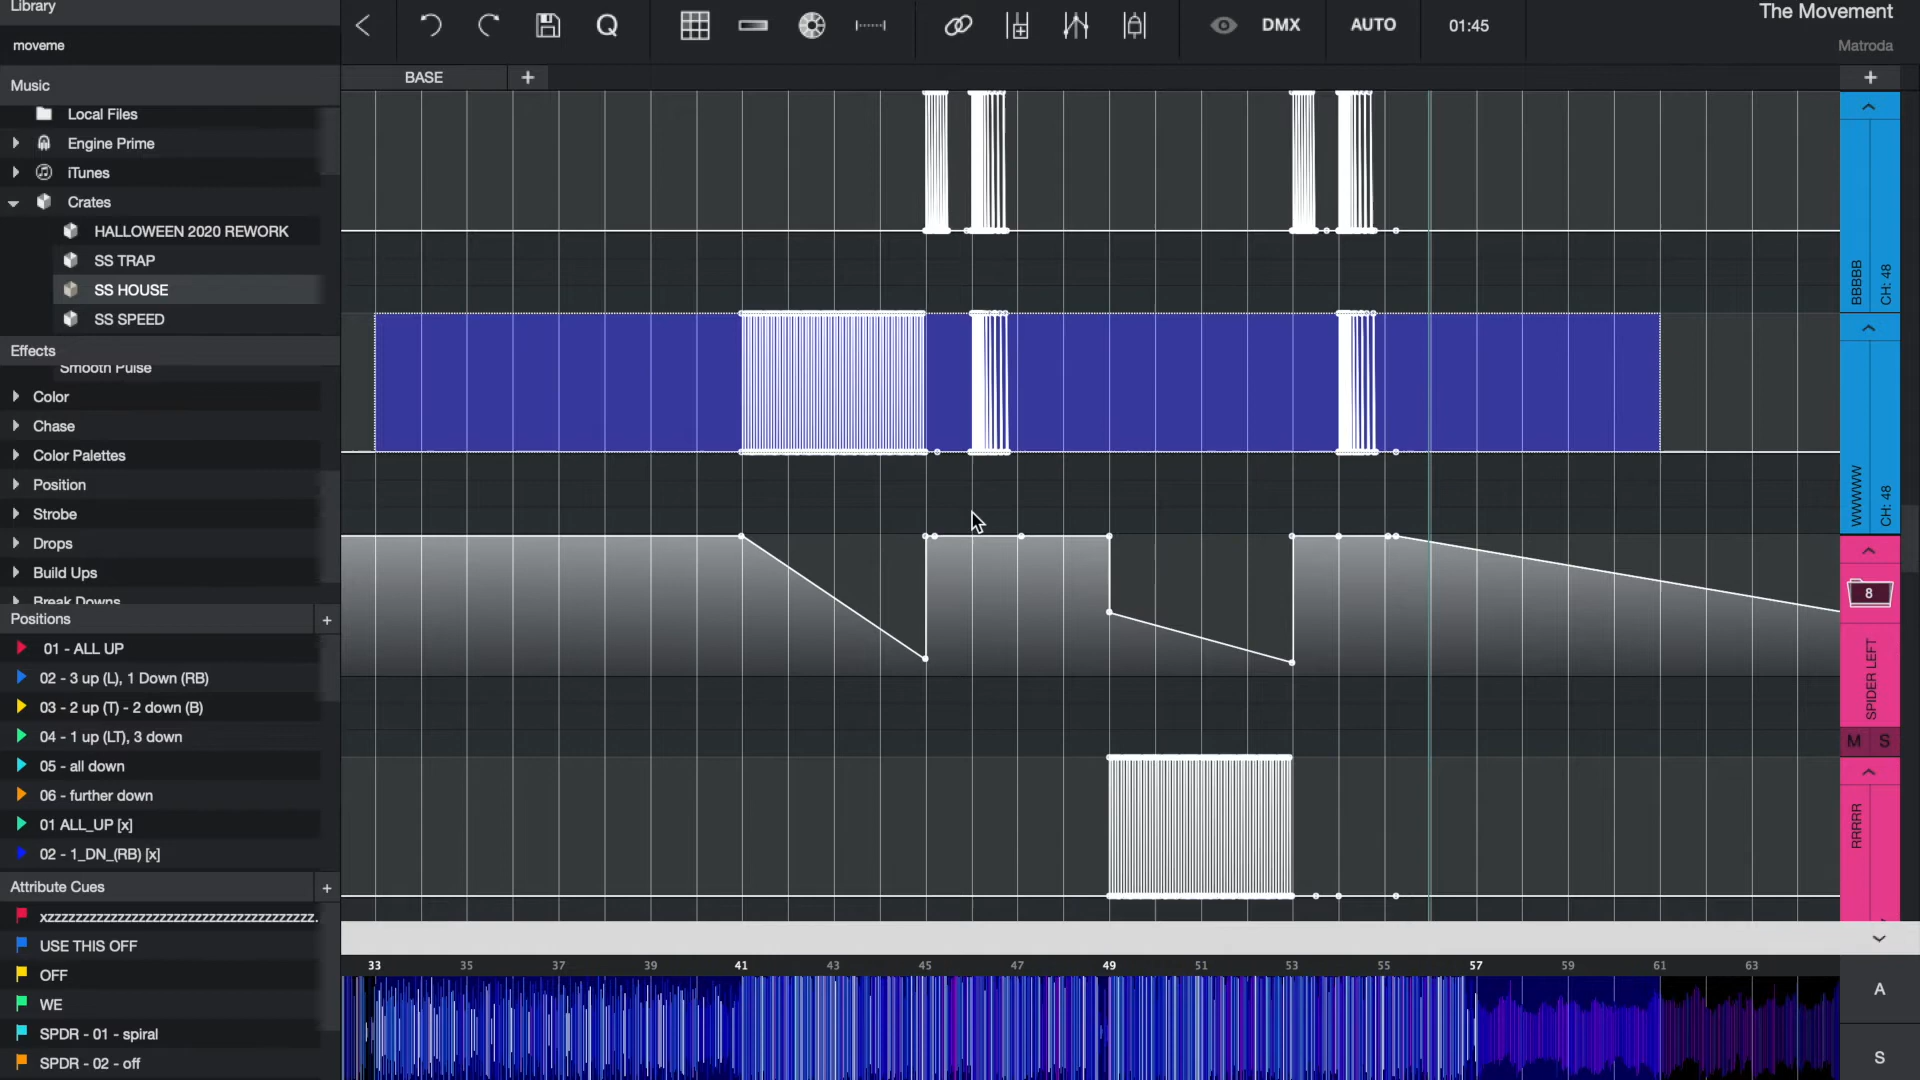 Library
moveme
Music
Local Files
Engine Prime
iTunes
Crates
HALLOWEEN 2020 REWORK
SS TRAP
SS HOUSE
SS SPEED
Effects
Smooth Pulse
Color
Chase
Color Palettes
Position
Strobe
Drops
Build Ups
Break Downs
Positions +
01 - ALL UP
02 - 3 up (L), 1 Down (RB)
03 - 2 up (T) - 2 down (B)
04 - 1 up (LT), 3 down
05 - all down
06 - further down
01 ALL_UP [x]
02 - 1_DN_(RB) [x]
Attribute Cues +
USE THIS OFF
OFF
WE
SPDR - 01 - spiral
SPDR - 02 - off
Q
DMX
AUTO
01:45
The Movement
Matroda
BASE +
+
BBBBB
CH: 48
WWWWW
CH: 48
8
SPIDER LEFT
M S
RRRRR
33 35 37 39 41 43 45 47 49 51 53 55 57 59 61 63
A
S